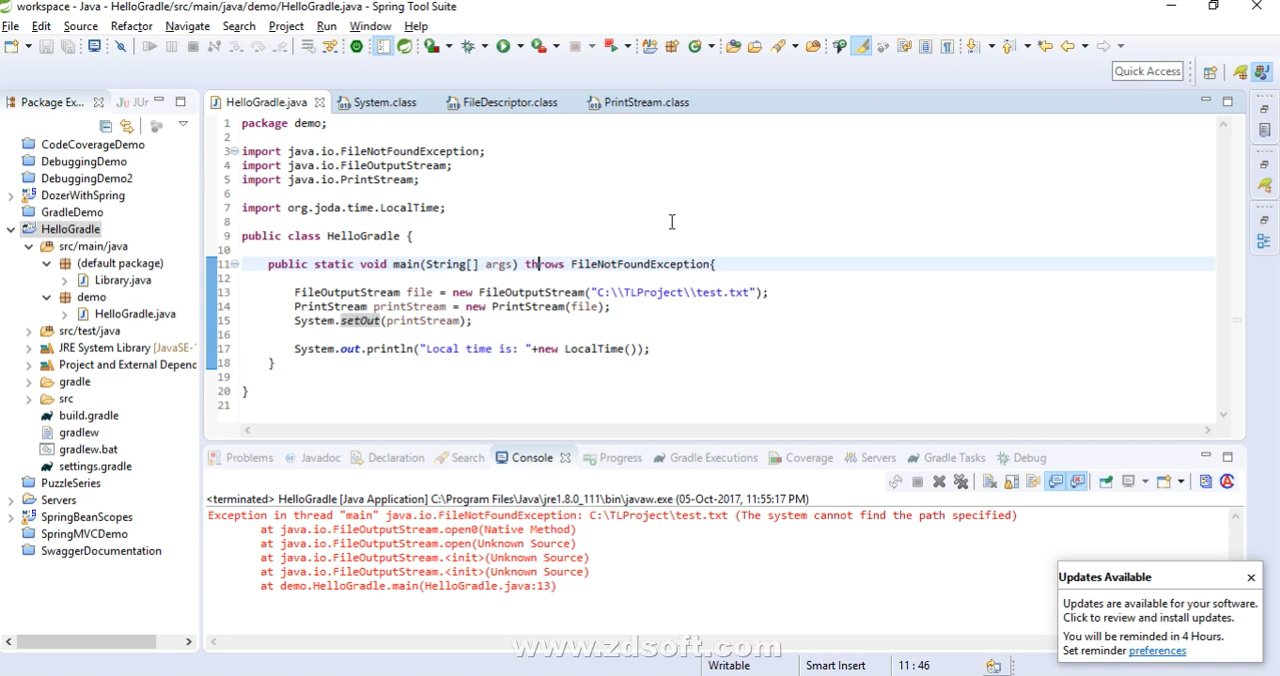 workspace - Java - HelloGradle/src/main/java/demo/HelloGradle.java - Spring Tool Suite
File Edit Source Refactor Navigate Search Project Run Window Help
Quick Access
Package Ex...
Ju JUr
HelloGradle.java
System.class
FileDescriptor.class
PrintStream.class
CodeCoverageDemo
DebuggingDemo
DebuggingDemo2
DozerWithSpring
GradleDemo
HelloGradle
src/main/java
(default package)
Library.java
demo
HelloGradle.java
src/test/java
JRE System Library [JavaSE-
Project and External Depend
gradle
src
build.gradle
gradlew
gradlew.bat
settings.gradle
PuzzleSeries
Servers
SpringBeanScopes
SpringMVCDemo
SwaggerDocumentation
1 package demo;
2
3 import java.io.FileNotFoundException;
4 import java.io.FileOutputStream;
5 import java.io.PrintStream;
6
7 import org.joda.time.LocalTime;
8
9 public class HelloGradle {
10
11 public static void main(String[] args) throws FileNotFoundException{
12
13 FileOutputStream file = new FileOutputStream("C:\\TLProject\\test.txt");
14 PrintStream printStream = new PrintStream(file);
15 System.setOut(printStream);
16
17 System.out.println("Local time is: "+new LocalTime());
18 }
19
20 }
21
Problems @ Javadoc Declaration Search Console Progress Gradle Executions Coverage Servers Gradle Tasks Debug
<terminated> HelloGradle [Java Application] C:\Program Files\Java\jre1.8.0_111\bin\javaw.exe (05-Oct-2017, 11:55:17 PM)
Exception in thread "main" java.io.FileNotFoundException: C:\TLProject\test.txt (The system cannot find the path specified)
at java.io.FileOutputStream.open0(Native Method)
at java.io.FileOutputStream.open(Unknown Source)
at java.io.FileOutputStream.<init>(Unknown Source)
at java.io.FileOutputStream.<init>(Unknown Source)
at demo.HelloGradle.main(HelloGradle.java:13)
Updates Available
Updates are available for your software.
Click to review and install updates.
You will be reminded in 4 Hours.
Set reminder preferences
www.zdsoft.com
Writable
Smart Insert
11 : 46